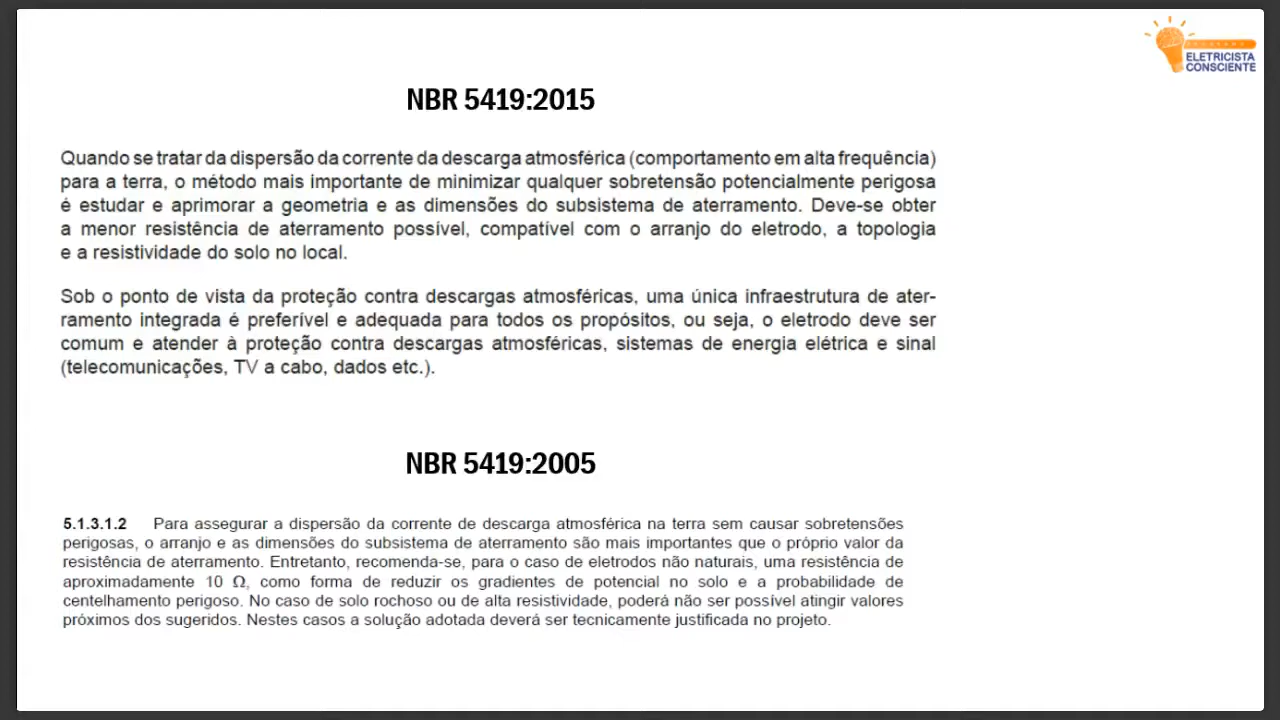 ELETRICISTA
CONSCIENTE
NBR 5419:2015
Quando se tratar da dispersão da corrente da descarga atmosférica (comportamento em alta frequência)
para a terra, o método mais importante de minimizar qualquer sobretensão potencialmente perigosa
é estudar e aprimorar a geometria e as dimensões do subsistema de aterramento. Deve-se obter
a menor resistência de aterramento possível, compatível com o arranjo do eletrodo, a topologia
e a resistividade do solo no local.
Sob o ponto de vista da proteção contra descargas atmosféricas, uma única infraestrutura de ater-
ramento integrada é preferível e adequada para todos os propósitos, ou seja, o eletrodo deve ser
comum e atender à proteção contra descargas atmosféricas, sistemas de energia elétrica e sinal
(telecomunicações, TV a cabo, dados etc.).
NBR 5419:2005
5.1.3.1.2 Para assegurar a dispersão da corrente de descarga atmosférica na terra sem causar sobretensões
perigosas, o arranjo e as dimensões do subsistema de aterramento são mais importantes que o próprio valor da
resistência de aterramento. Entretanto, recomenda-se, para o caso de eletrodos não naturais, uma resistência de
aproximadamente 10 Ω, como forma de reduzir os gradientes de potencial no solo e a probabilidade de
centelhamento perigoso. No caso de solo rochoso ou de alta resistividade, poderá não ser possível atingir valores
próximos dos sugeridos. Nestes casos a solução adotada deverá ser tecnicamente justificada no projeto.